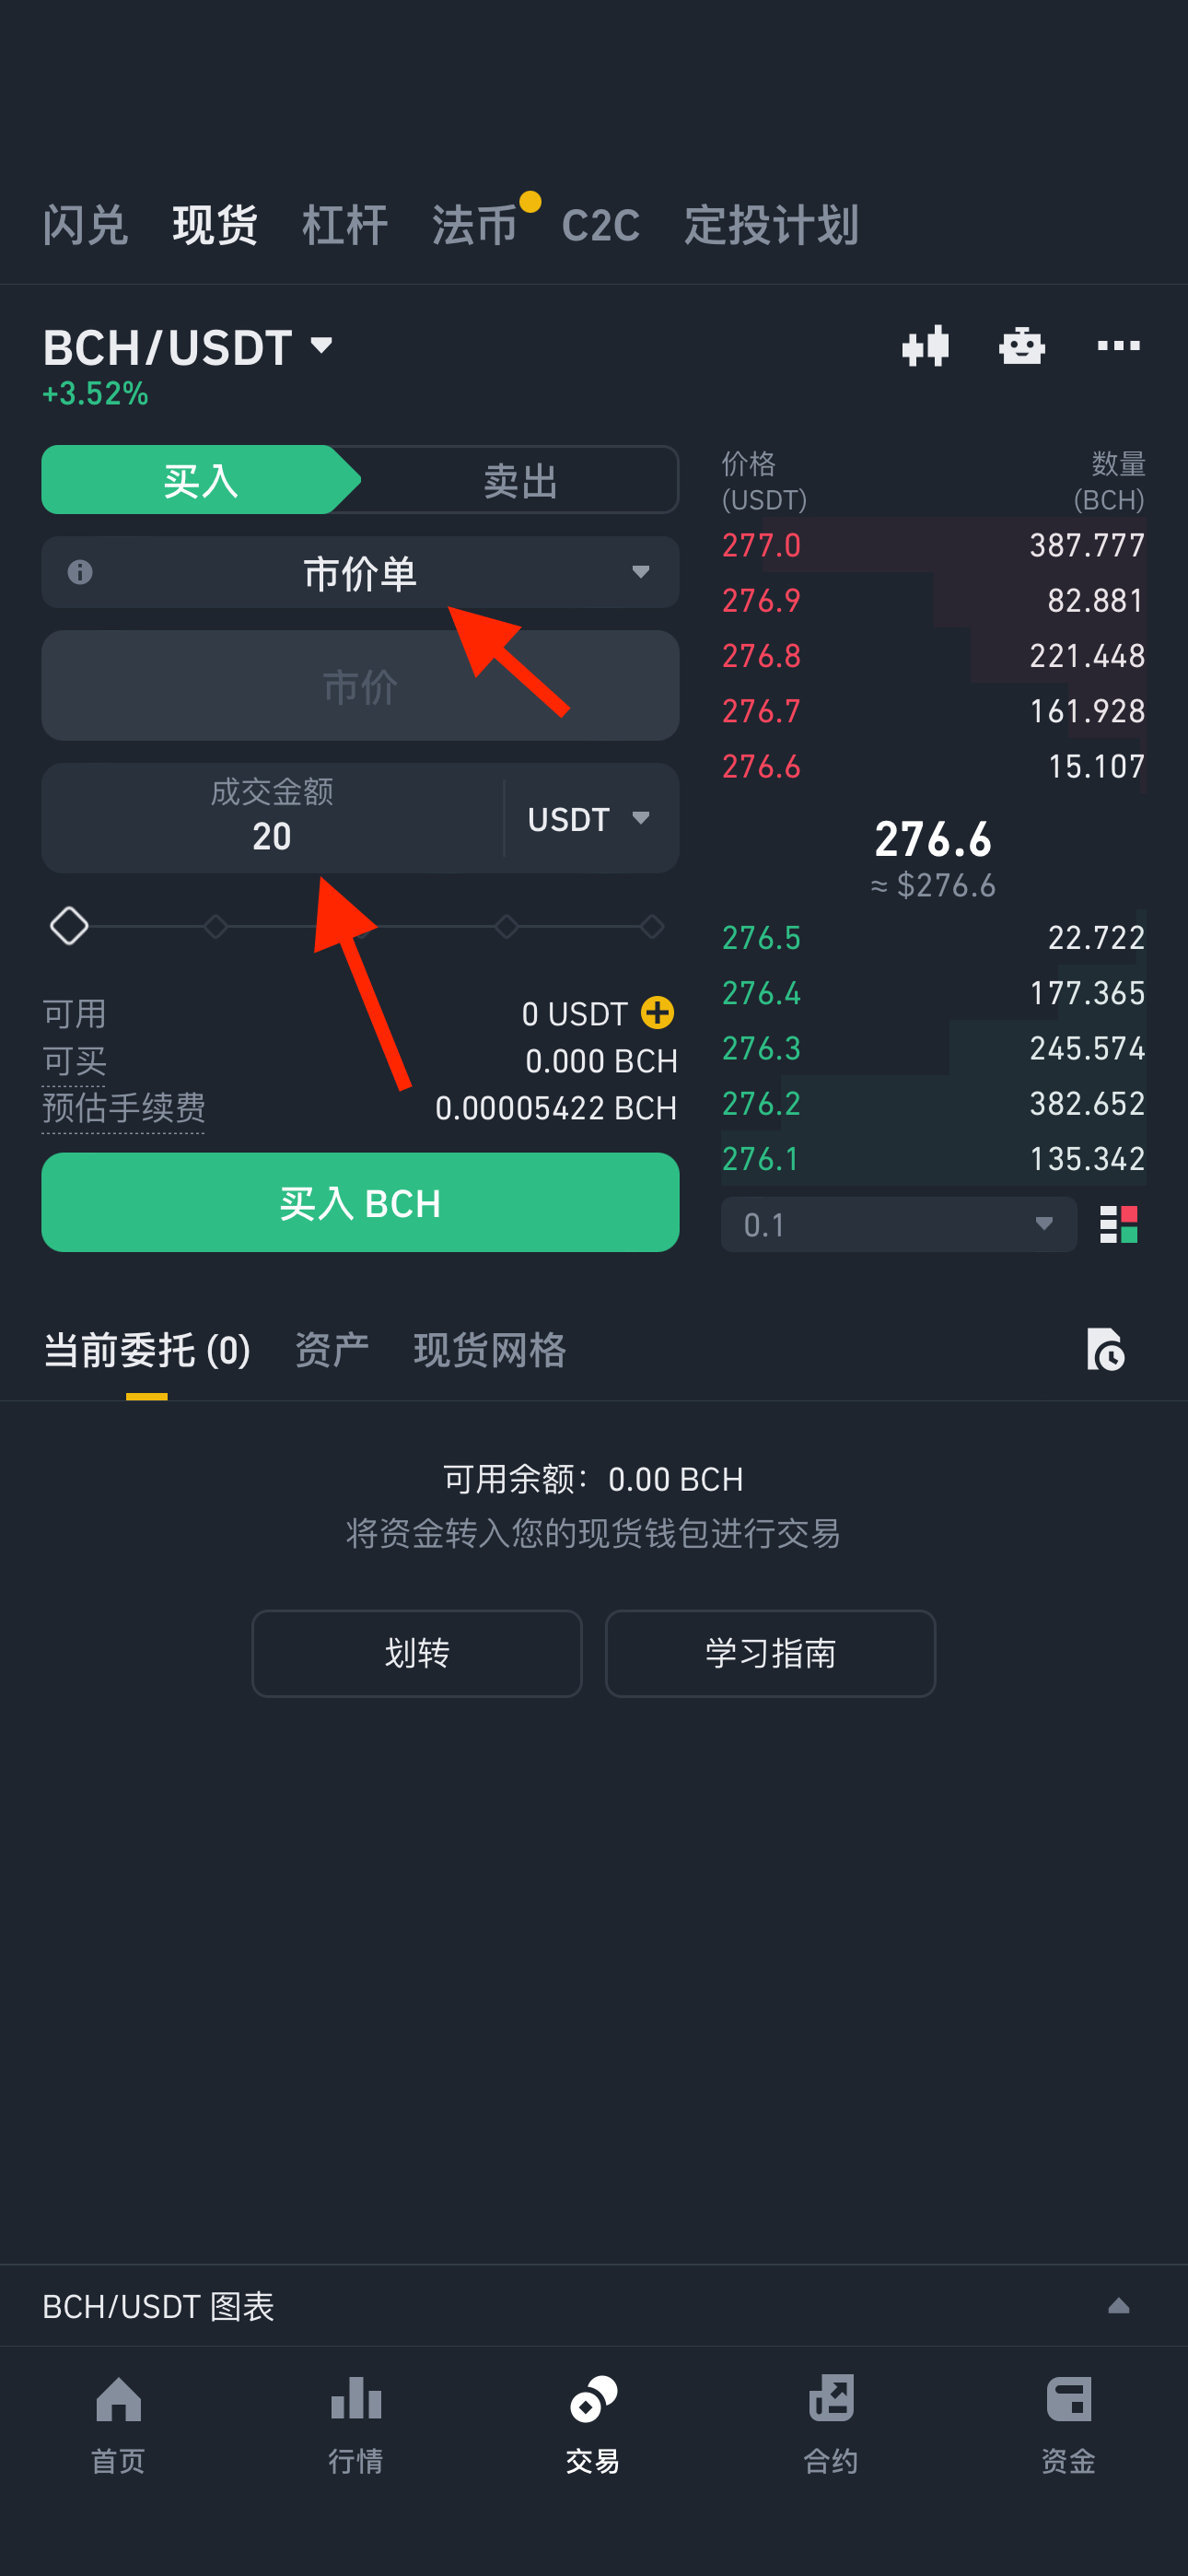 闪兑 现货 杠杆 法币 C2C 定投计划
BCH/USDT
+3.52%
买入 卖出
市价单
市价
成交金额
20
USDT
可用 0 USDT
可买 0.000 BCH
预估手续费 0.00005422 BCH
买入 BCH
价格 数量
(USDT) (BCH)
277.0 387.777
276.9 82.881
276.8 221.448
276.7 161.928
276.6 15.107
276.6
≈ $276.6
276.5 22.722
276.4 177.365
276.3 245.574
276.2 382.652
276.1 135.342
0.1
当前委托 (0) 资产 现货网格
可用余额：0.00 BCH
将资金转入您的现货钱包进行交易
划转 学习指南
BCH/USDT 图表
首页 行情 交易 合约 资金